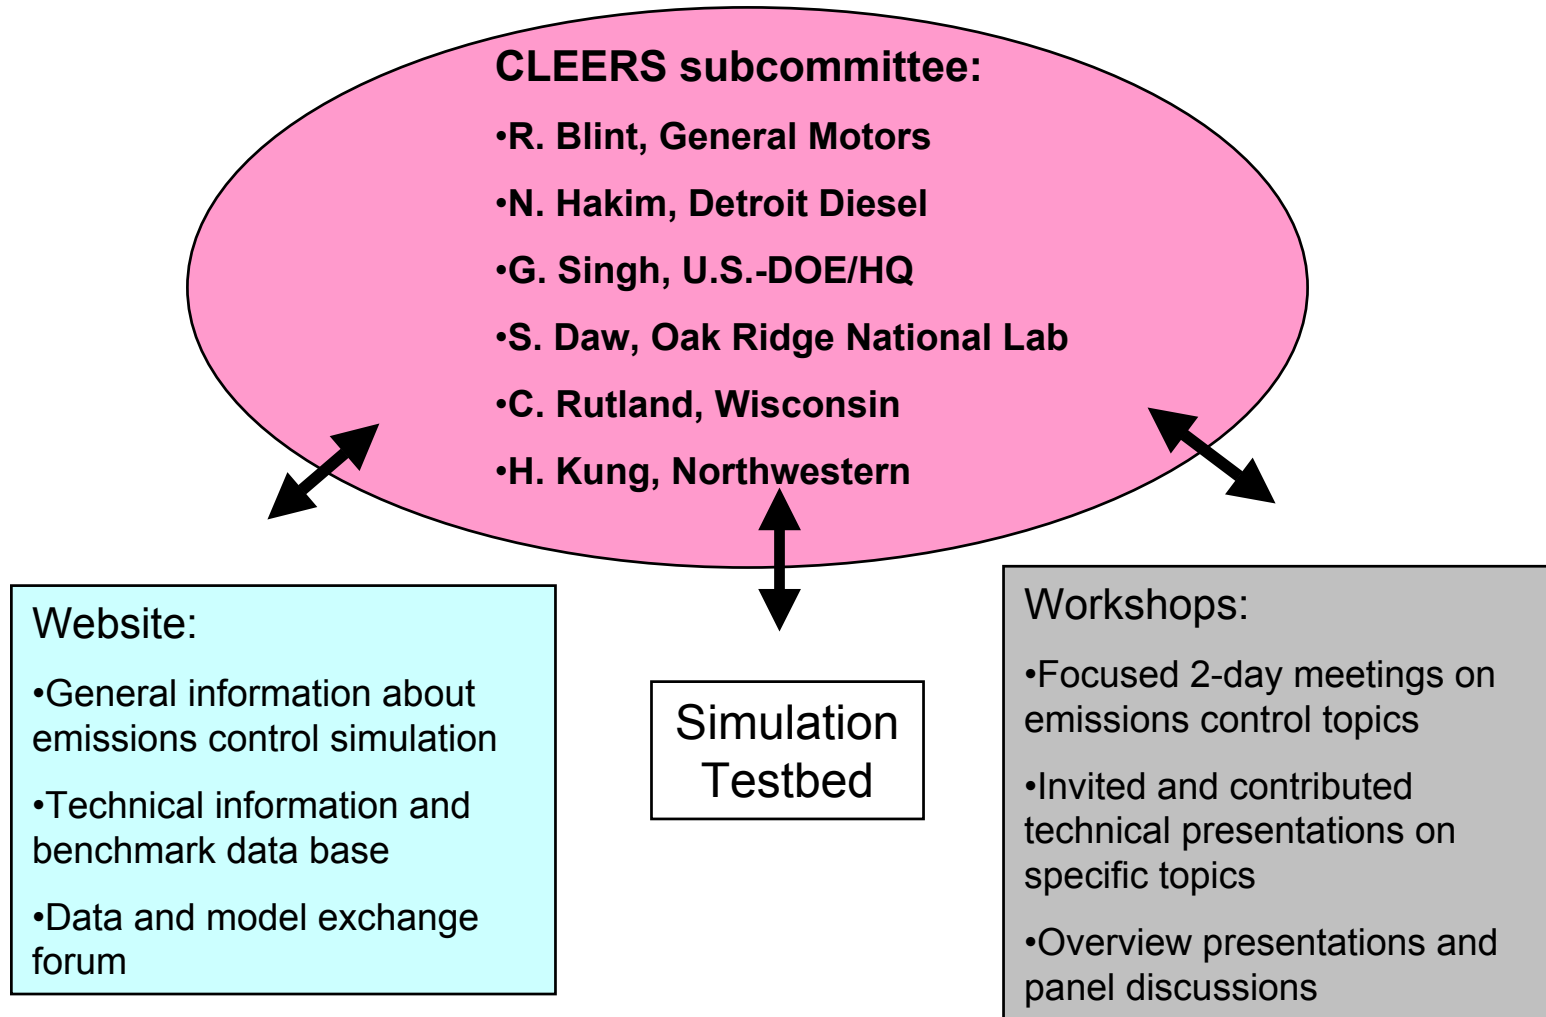 CLEERS subcommittee:
•R. Blint, General Motors
•N. Hakim, Detroit Diesel
•G. Singh, U.S.-DOE/HQ
•S. Daw, Oak Ridge National Lab
•C. Rutland, Wisconsin
•H. Kung, Northwestern
Website:
•General information about
emissions control simulation
•Technical information and
benchmark data base
•Data and model exchange
forum
Simulation
Testbed
Workshops:
•Focused 2-day meetings on
emissions control topics
•Invited and contributed
technical presentations on
specific topics
•Overview presentations and
panel discussions